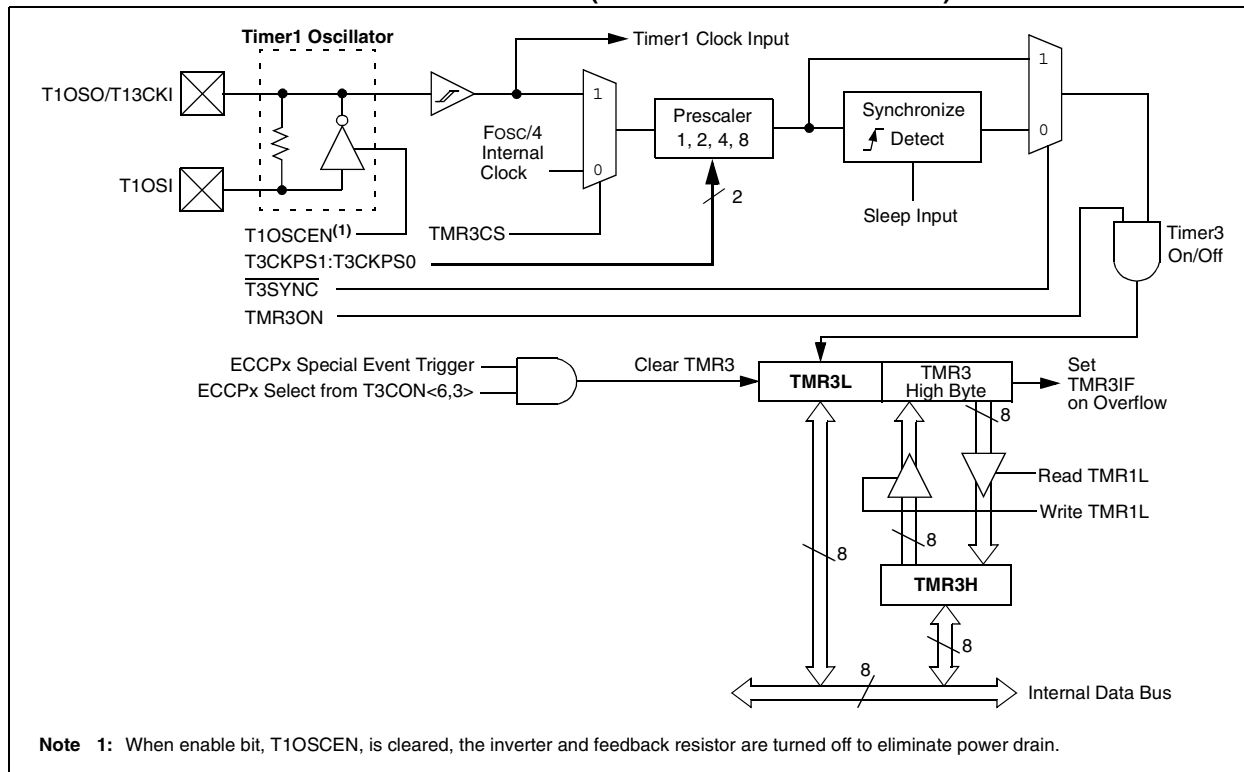 Timer1 Oscillator
Timer1 Clock Input
T1OSO/T13CKI
T1OSI
FOSC/4
Internal
Clock
1
0
Prescaler
1, 2, 4, 8
2
Synchronize
Detect
Sleep Input
1
0
T1OSCEN(1)
TMR3CS
T3CKPS1:T3CKPS0
T3SYNC
TMR3ON
Timer3
On/Off
ECCPx Special Event Trigger
ECCPx Select from T3CON<6,3>
Clear TMR3
TMR3L
TMR3
High Byte
Set
TMR3IF
on Overflow
8
Read TMR1L
Write TMR1L
8
8
TMR3H
8
8
Internal Data Bus
Note 1: When enable bit, T1OSCEN, is cleared, the inverter and feedback resistor are turned off to eliminate power drain.